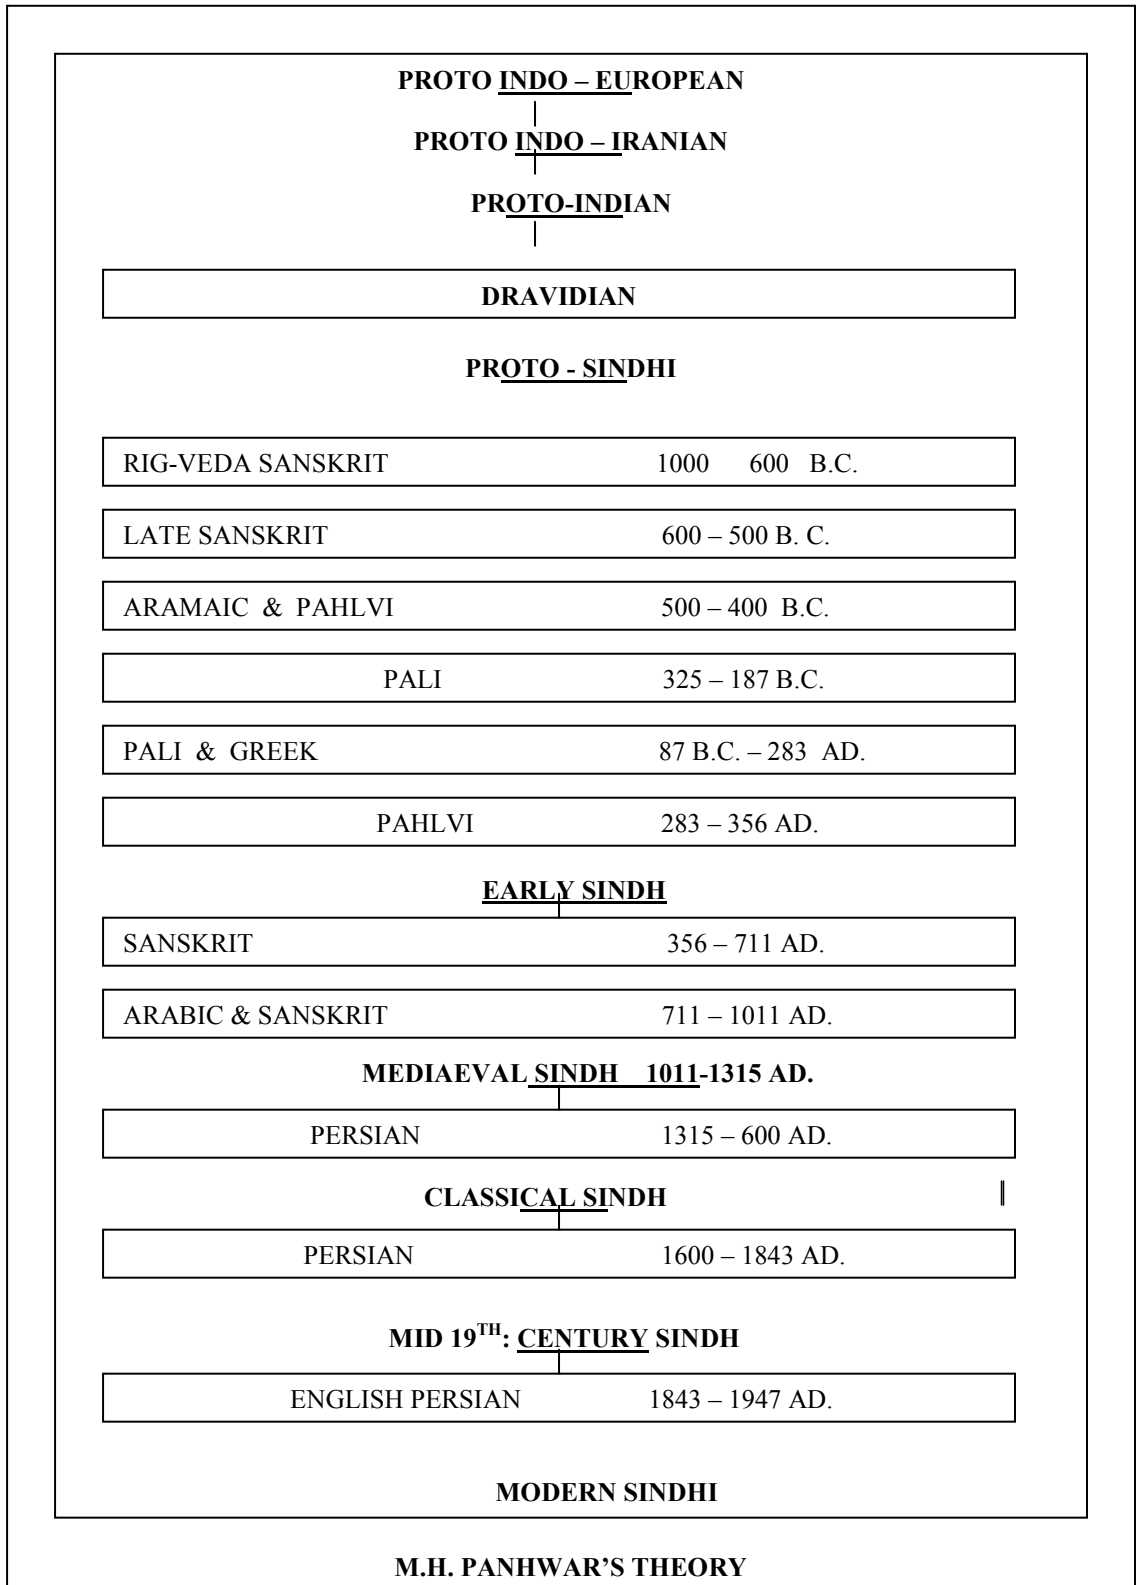 PROTO INDO – EUROPEAN
PROTO INDO – IRANIAN
PROTO-INDIAN
DRAVIDIAN
PROTO - SINDHI
RIG-VEDA SANSKRIT 1000 600 B.C.
LATE SANSKRIT 600 – 500 B. C.
ARAMAIC & PAHLVI 500 – 400 B.C.
PALI 325 – 187 B.C.
PALI & GREEK 87 B.C. – 283 AD.
PAHLVI 283 – 356 AD.
EARLY SINDH
SANSKRIT 356 – 711 AD.
ARABIC & SANSKRIT 711 – 1011 AD.
MEDIAEVAL SINDH 1011-1315 AD.
PERSIAN 1315 – 600 AD.
CLASSICAL SINDH
PERSIAN 1600 – 1843 AD.
MID 19TH: CENTURY SINDH
ENGLISH PERSIAN 1843 – 1947 AD.
MODERN SINDHI
M.H. PANHWAR’S THEORY